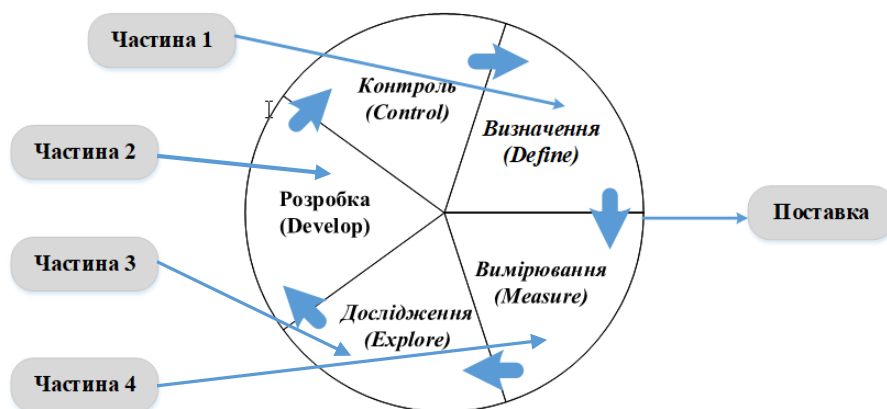 Частина 1
Контроль
(Control)
Визначення
(Define)
Частина 2
Розробка
(Develop)
Поставка
Частина 3
Вимірювання
(Measure)
Дослідження
(Explore)
Частина 4